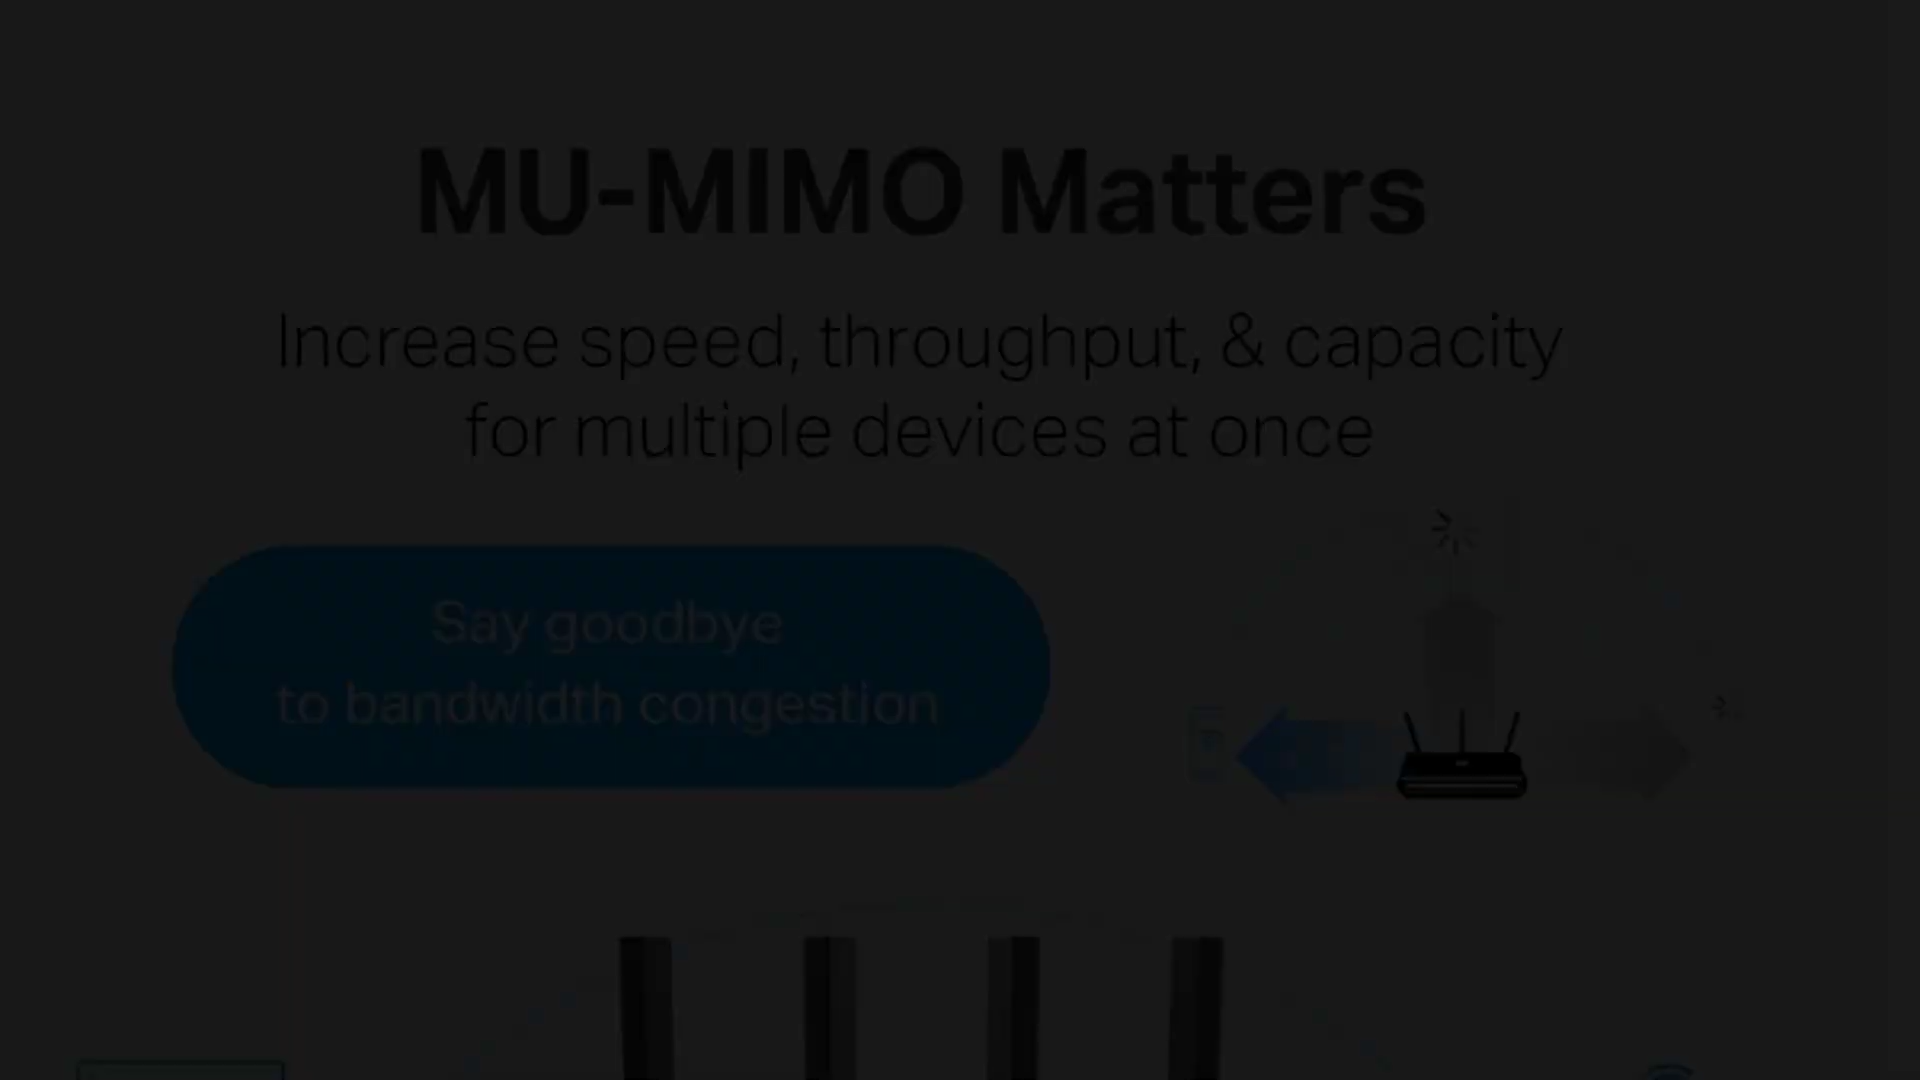 MU-MIMO Matters
Increase speed, throughput, & capacity
for multiple devices at once
Say goodbye
to bandwidth congestion